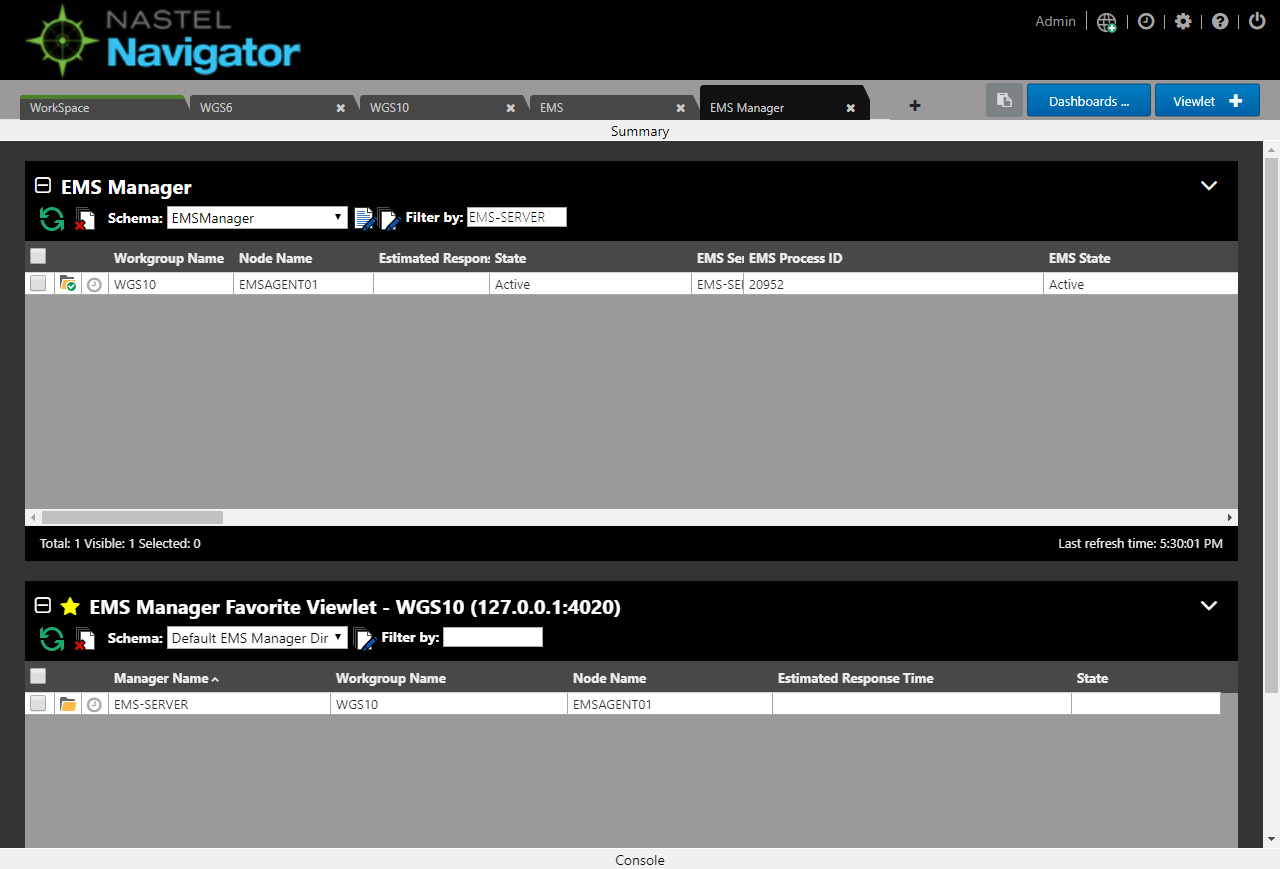 NASTEL
Navigator
Admin
WorkSpace WGS6 EMS EMS Manager
WGS10
Dashboards ... Viewlet
Summary
EMS Manager
Schema: EMSManager Filter by: EMS-SERVER
Workgroup Name Node Name Estimated Respons State EMS Ser EMS Process ID EMS State
WGS10 EMSAGENT01 Active EMS-SE 20952 Active
Total: 1 Visible: 1 Selected: 0 Last refresh time: 5:30:01 PM
EMS Manager Favorite Viewlet - WGS10 (127.0.0.1:4020)
Schema: Default EMS Manager Dir Filter by:
Manager Name Workgroup Name Node Name Estimated Response Time State
EMS-SERVER WGS10 EMSAGENT01
Console